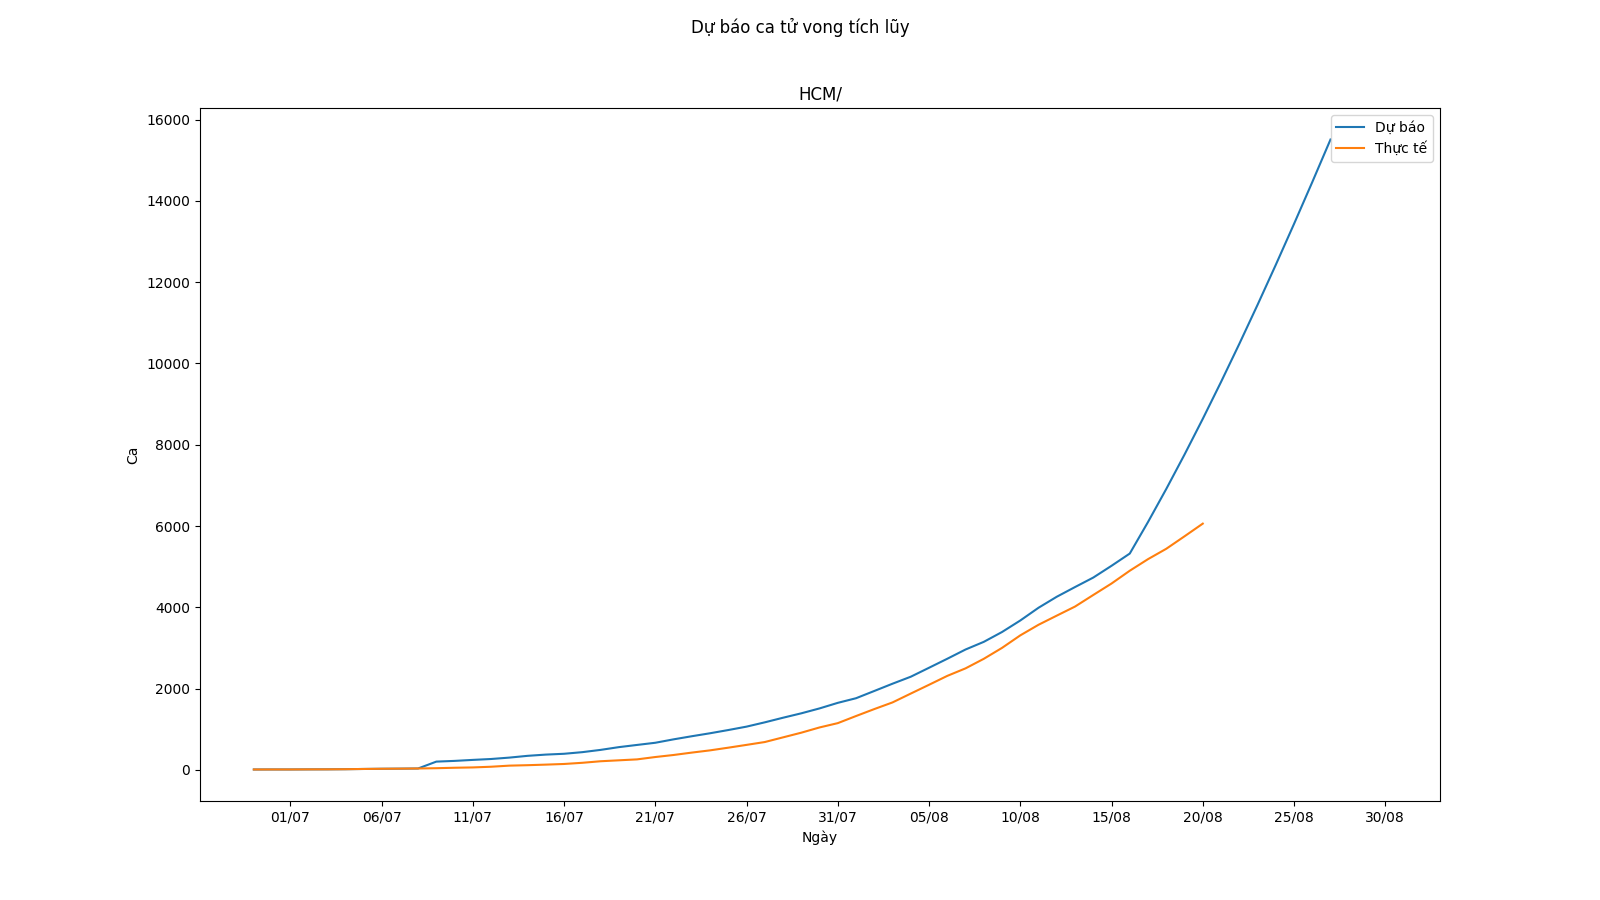 Dự báo ca tử vong tích lũy
HCM/
16000
14000
12000
10000
8000
6000
4000
2000
0
Ca
Dự báo
Thực tế
01/07 06/07 11/07 16/07 21/07 26/07 31/07 05/08 10/08 15/08 20/08 25/08 30/08
Ngày